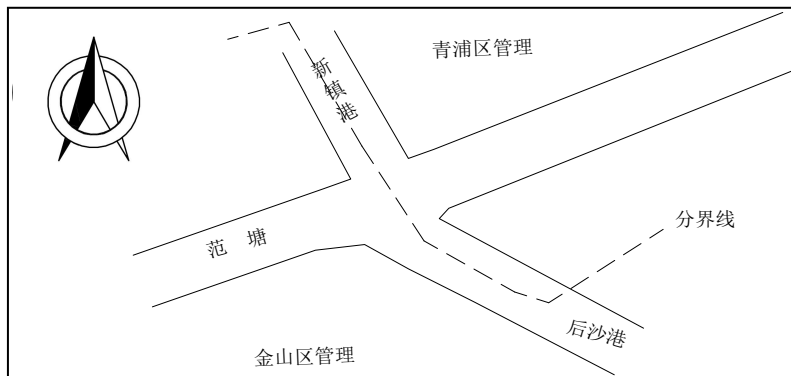 青浦区管理
新镇港
分界线
范 塘
后沙港
金山区管理